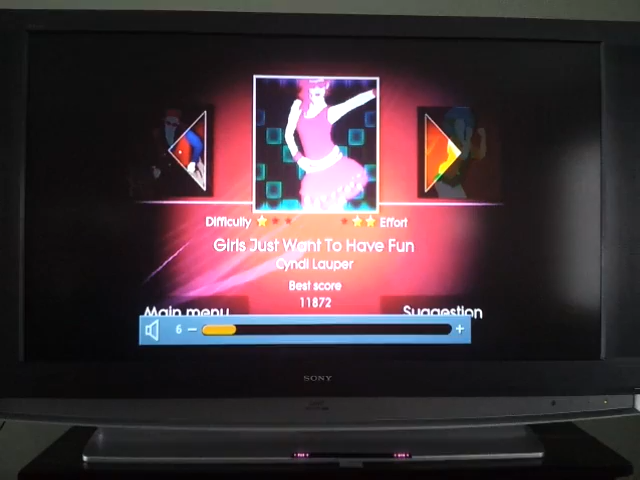 Difficulty
Effort
Girls Just Want To Have Fun
Cyndi Lauper
Best score
11872
Main menu
Suggestion
6
SONY